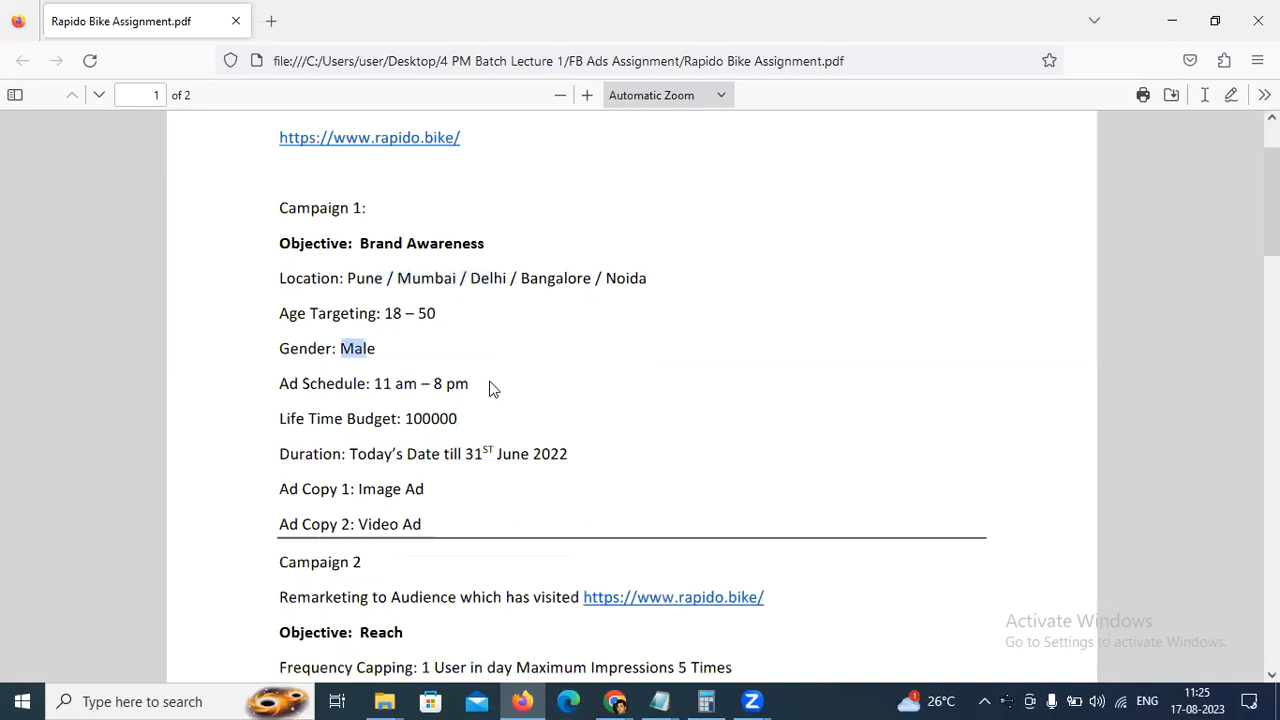 Rapido Bike Assignment.pdf
file:///C:/Users/user/Desktop/4 PM Batch Lecture 1/FB Ads Assignment/Rapido Bike Assignment.pdf
1 of 2
Automatic Zoom
https://www.rapido.bike/
Campaign 1:
Objective: Brand Awareness
Location: Pune / Mumbai / Delhi / Bangalore / Noida
Age Targeting: 18 – 50
Gender: Male
Ad Schedule: 11 am – 8 pm
Life Time Budget: 100000
Duration: Today's Date till 31ST June 2022
Ad Copy 1: Image Ad
Ad Copy 2: Video Ad
Campaign 2
Remarketing to Audience which has visited https://www.rapido.bike/
Objective: Reach
Frequency Capping: 1 User in day Maximum Impressions 5 Times
Activate Windows
Go to Settings to activate Windows.
Type here to search
1
26°C
ENG
11:25
17-08-2023